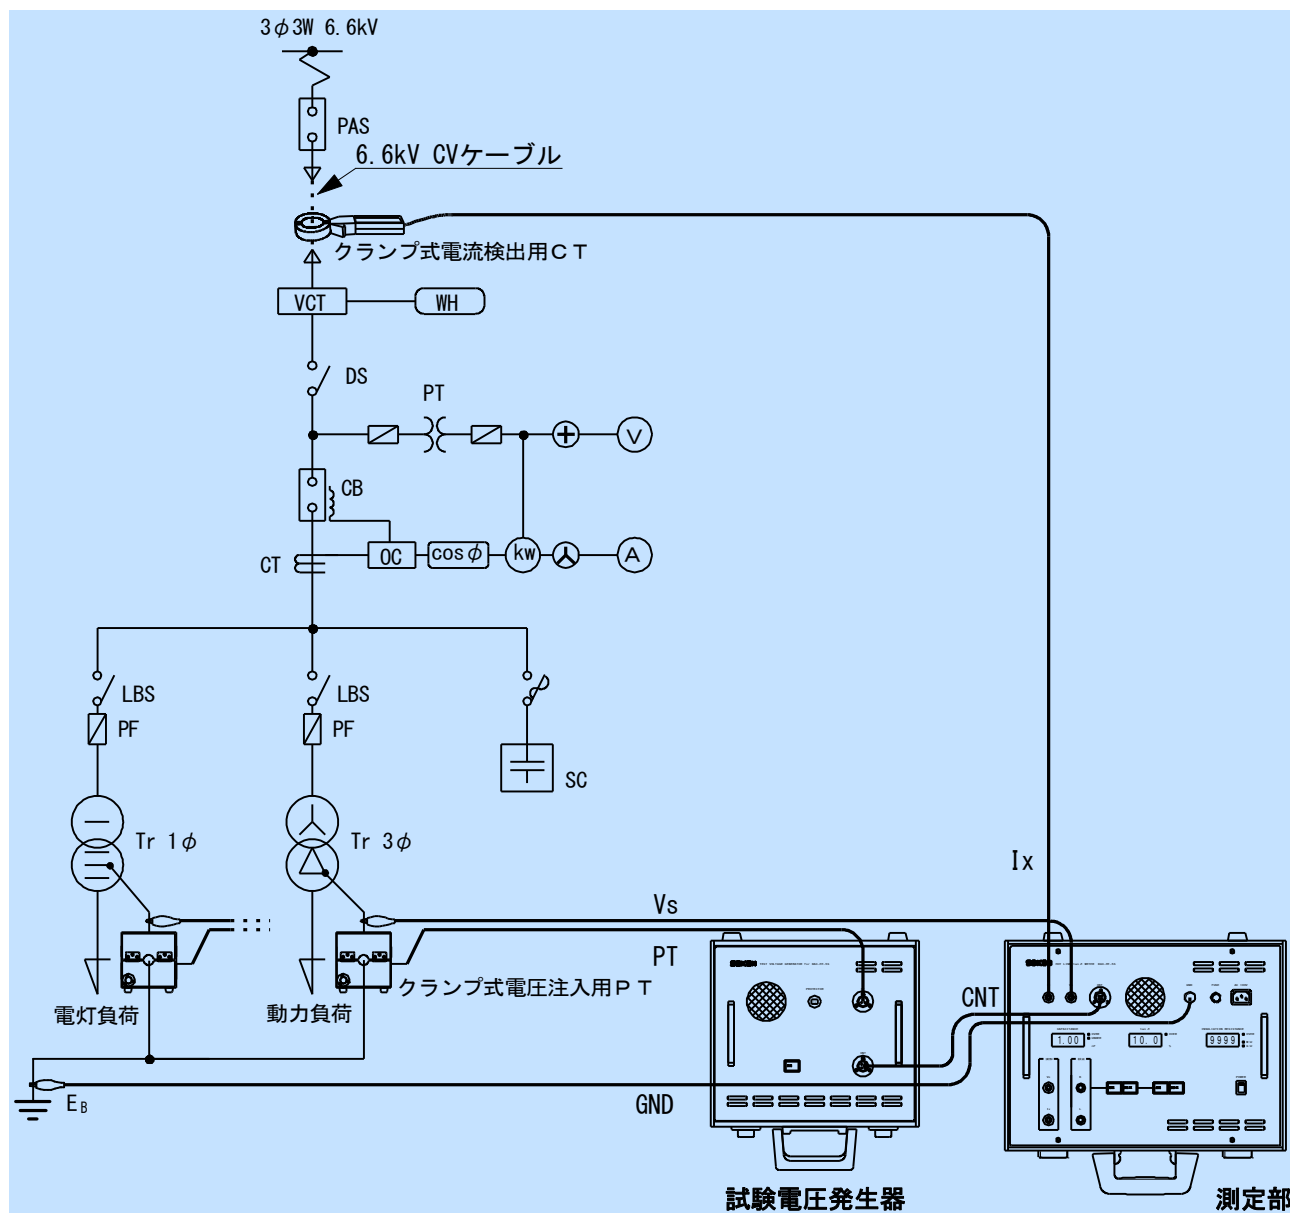 3φ3W 6.6kV
PAS
6.6kV CVケーブル
クランプ式電流検出用CT
VCT
WH
DS
PT
V
CB
OC
cosφ
kw
A
CT
LBS
LBS
PF
PF
SC
Tr 1φ
Tr 3φ
Ix
Vs
PT
CNT
クランプ式電圧注入用PT
電灯負荷
動力負荷
1.00
10.0
9999
EB
GND
試験電圧発生器
測定部